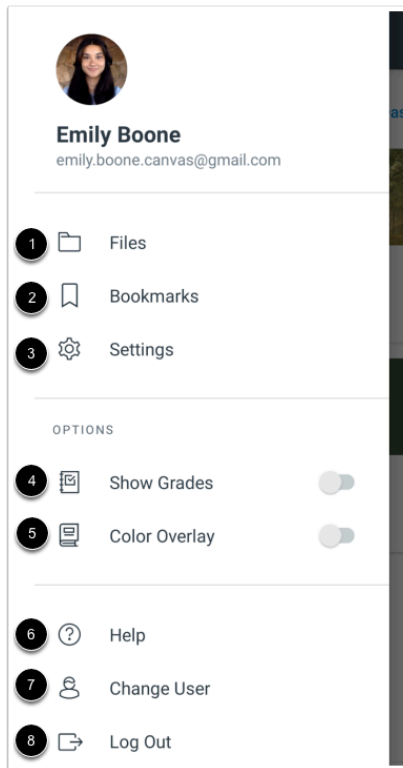 Emily Boone
emily.boone.canvas@gmail.com
1 Files
2 Bookmarks
3 Settings
OPTIONS
4 Show Grades
5 Color Overlay
6 Help
7 Change User
8 Log Out